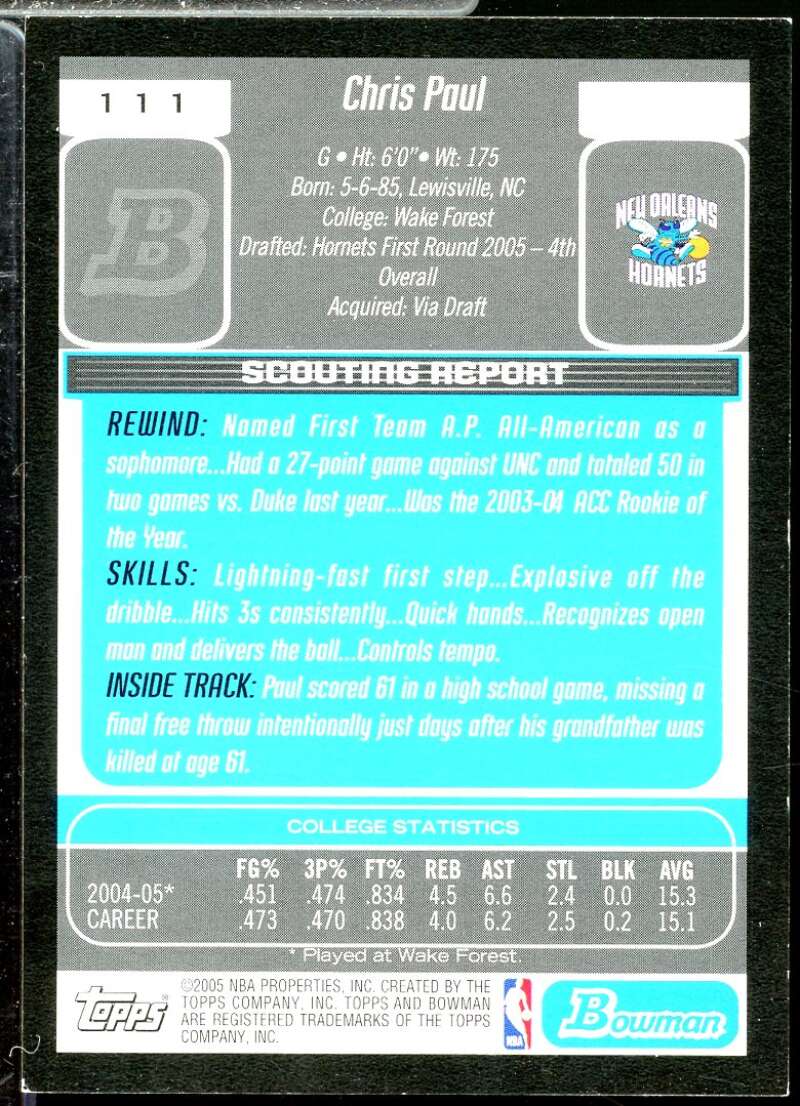 111
Chris Paul
G • Ht: 6'0" • Wt: 175
Born: 5-6-85, Lewisville, NC
College: Wake Forest
Drafted: Hornets First Round 2005 – 4th
Overall
Acquired: Via Draft
B
NEW ORLEANS
HORNETS
SCOUTING REPORT
REWIND: Named First Team A.P. All-American as a
sophomore...Had a 27-point game against UNC and totaled 50 in
two games vs. Duke last year...Was the 2003-04 ACC Rookie of
the Year.
SKILLS: Lightning-fast first step...Explosive off the
dribble...Hits 3s consistently...Quick hands...Recognizes open
man and delivers the ball...Controls tempo.
INSIDE TRACK: Paul scored 61 in a high school game, missing a
final free throw intentionally just days after his grandfather was
killed at age 61.
COLLEGE STATISTICS
FG% 3P% FT% REB AST STL BLK AVG
2004-05* .451 .474 .834 4.5 6.6 2.4 0.0 15.3
CAREER .473 .470 .838 4.0 6.2 2.5 0.2 15.1
* Played at Wake Forest.
Topps®
©2005 NBA PROPERTIES, INC. CREATED BY THE
TOPPS COMPANY, INC. TOPPS AND BOWMAN
ARE REGISTERED TRADEMARKS OF THE TOPPS
COMPANY, INC.
NBA
Bowman